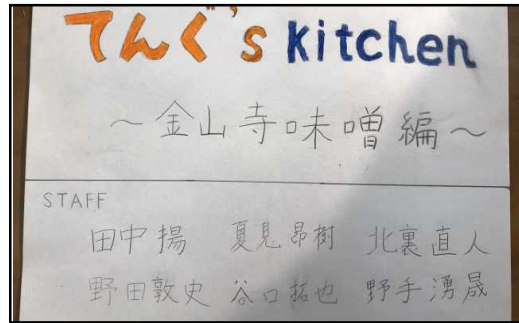 てんぐ's kitchen
～金山寺味噌編～
STAFF
田中揚 夏見昂樹 北裏直人
野田敦史 谷口拓也 野手湧晟